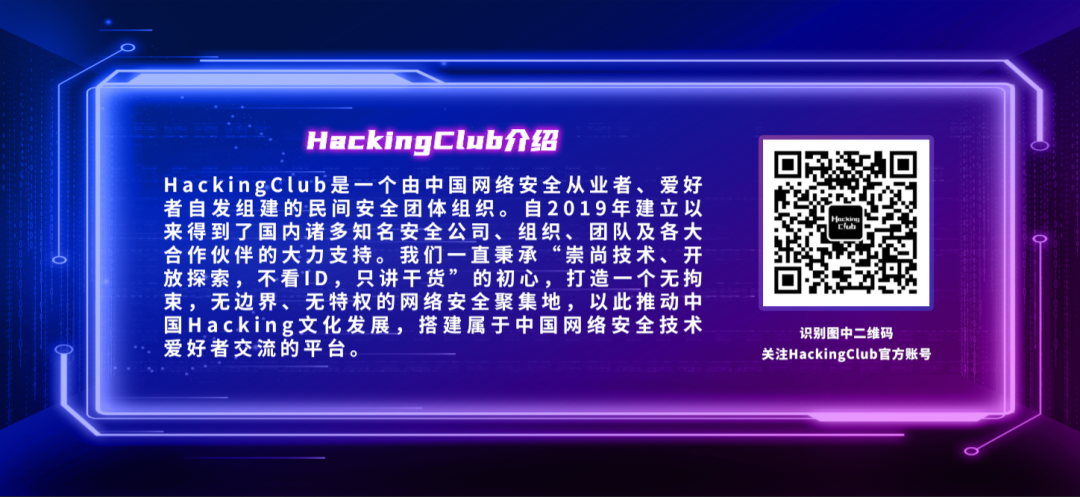 HackingClub介绍
HackingClub是一个由中国网络安全从业者、爱好
者自发组建的民间安全团体组织。自2019年建立以
来得到了国内诸多知名安全公司、组织、团队及各大
合作伙伴的大力支持。我们一直秉承“崇尚技术、开
放探索，不看ID，只讲干货”的初心，打造一个无拘
束，无边界、无特权的网络安全聚集地，以此推动中
国Hacking文化发展，搭建属于中国网络安全技术
爱好者交流的平台。
Hacking
Club
识别图中二维码
关注HackingClub官方账号